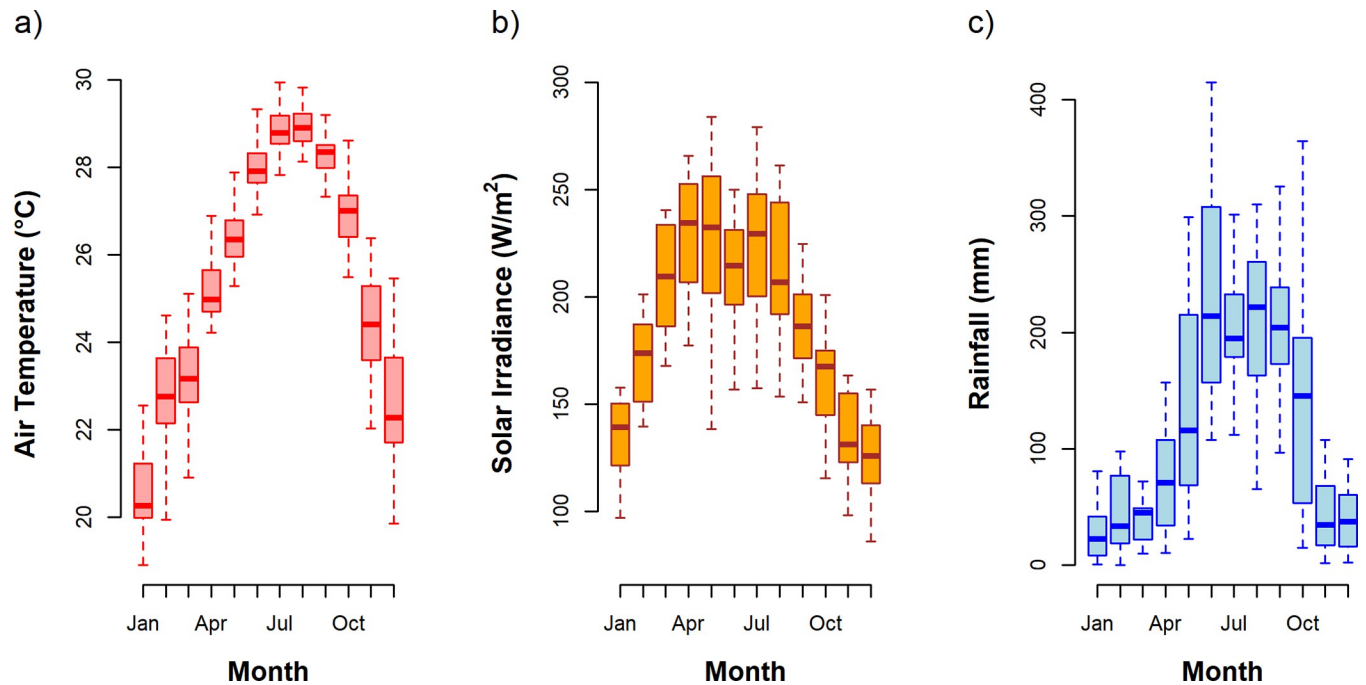 a)
Air Temperature (°C)
30
28
26
24
22
20
Jan Apr Jul Oct
Month
b)
Solar Irradiance (W/m²)
300
250
200
150
100
Jan Apr Jul Oct
Month
c)
Rainfall (mm)
400
300
200
100
0
Jan Apr Jul Oct
Month